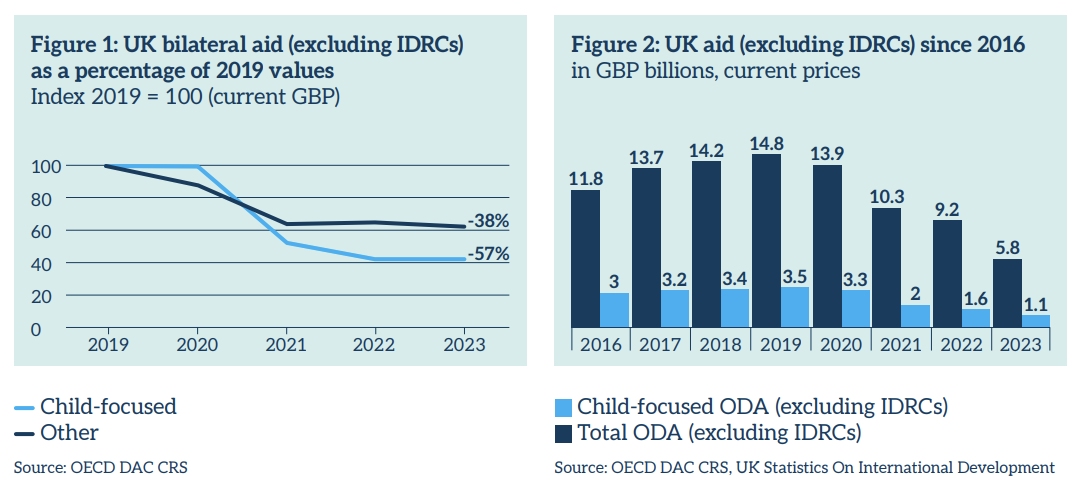 Figure 1: UK bilateral aid (excluding IDRCs)
as a percentage of 2019 values
Index 2019 = 100 (current GBP)
100
80
60
40
20
0
-38%
-57%
2019 2020 2021 2022 2023
Child-focused
Other
Source: OECD DAC CRS
Figure 2: UK aid (excluding IDRCs) since 2016
in GBP billions, current prices
11.8 13.7 14.2 14.8 13.9 10.3 9.2 5.8
3 3.2 3.4 3.5 3.3 2 1.6 1.1
2016 2017 2018 2019 2020 2021 2022 2023
Child-focused ODA (excluding IDRCs)
Total ODA (excluding IDRCs)
Source: OECD DAC CRS, UK Statistics On International Development